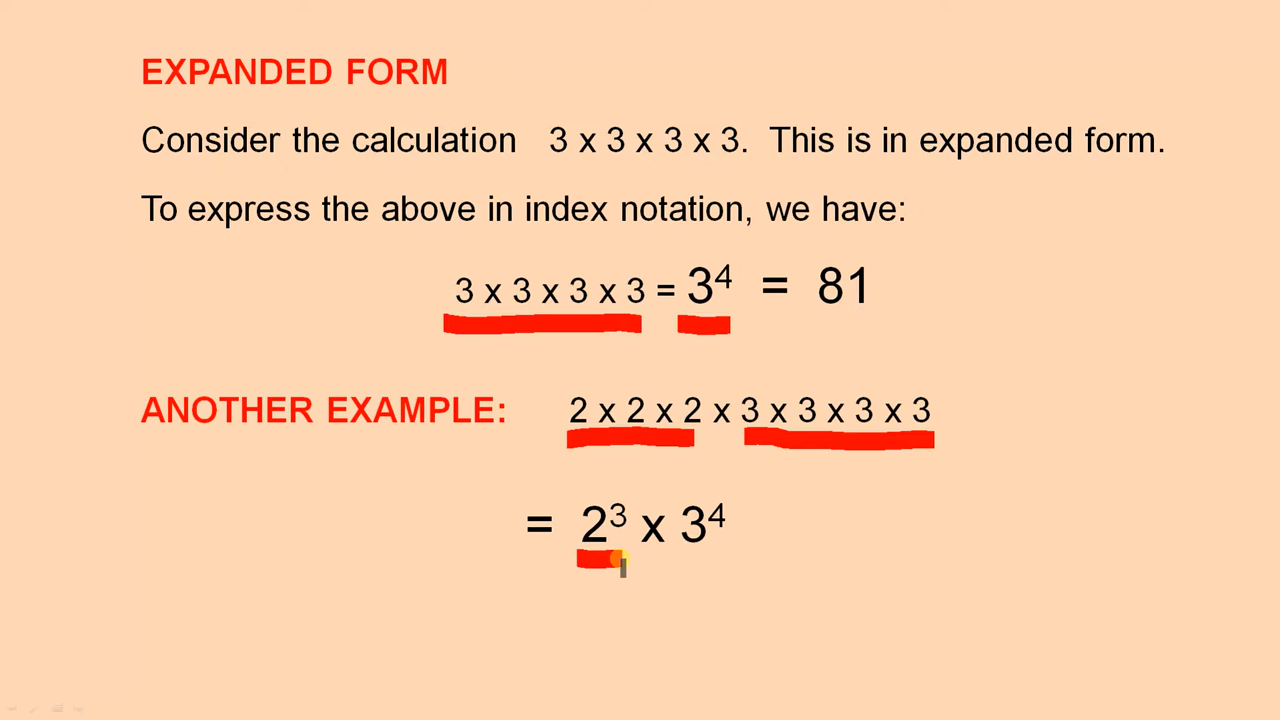 EXPANDED FORM
Consider the calculation 3 x 3 x 3 x 3. This is in expanded form.
To express the above in index notation, we have:
3 x 3 x 3 x 3 = 3⁴ = 81
ANOTHER EXAMPLE: 2 x 2 x 2 x 3 x 3 x 3 x 3
= 2³ x 3⁴